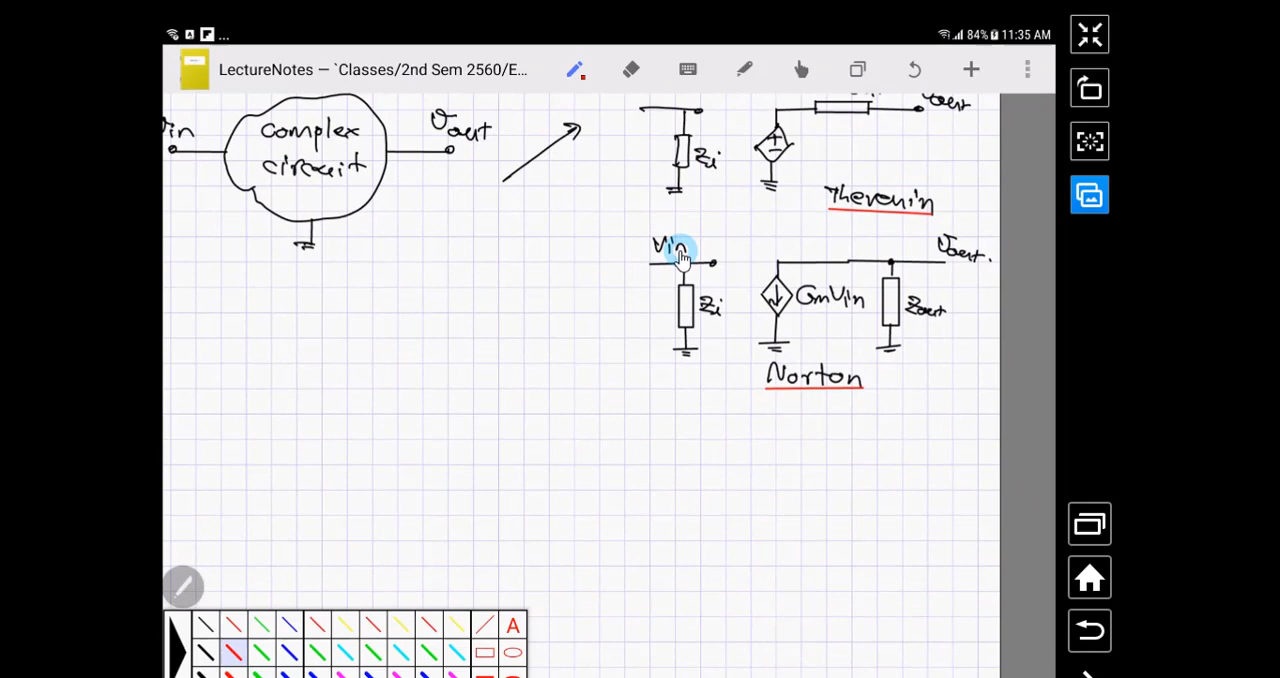 ... 84% 11:35 AM
LectureNotes — `Classes/2nd Sem 2560/E...
in
Complex
circuit
Vout
Zi
Thevenin
Vin
Zi
GmVin
Zout
Vout.
Norton
A